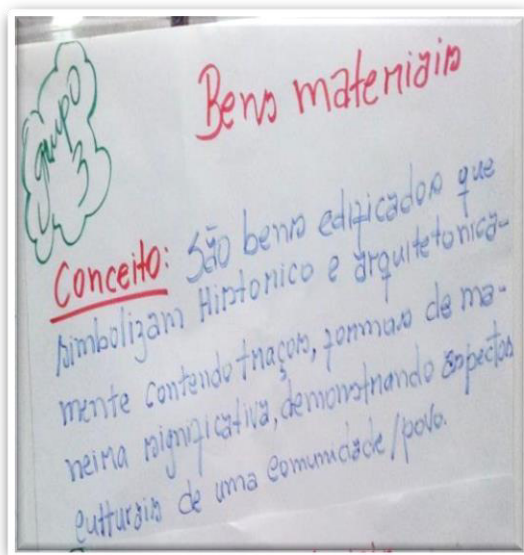 grupo 3
Bens materiais
Conceito: São bens edificados que
simbolizam Historico e arquitetonica-
mente contendo traços, formas de ma-
neira significativa, demonstrando aspectos
culturais de uma comunidade/povo.